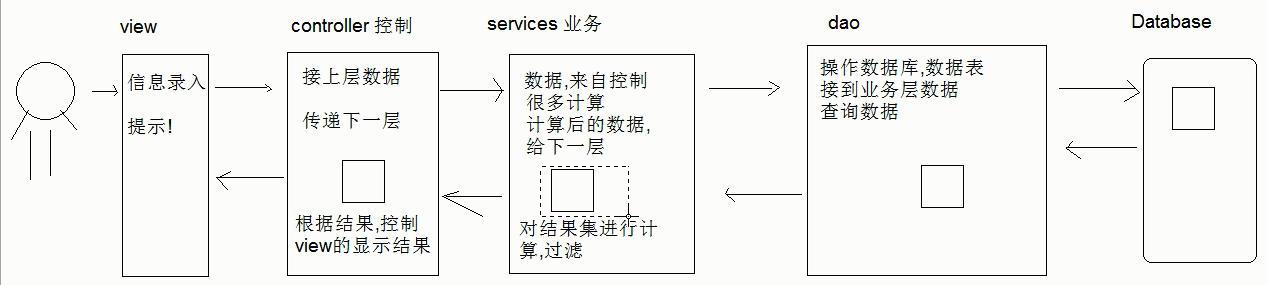 view
信息录入
提示!
controller 控制
接上层数据
传递下一层
根据结果,控制
view的显示结果
services 业务
数据,来自控制
很多计算
计算后的数据,
给下一层
对结果集进行计
算,过滤
dao
操作数据库,数据表
接到业务层数据
查询数据
Database